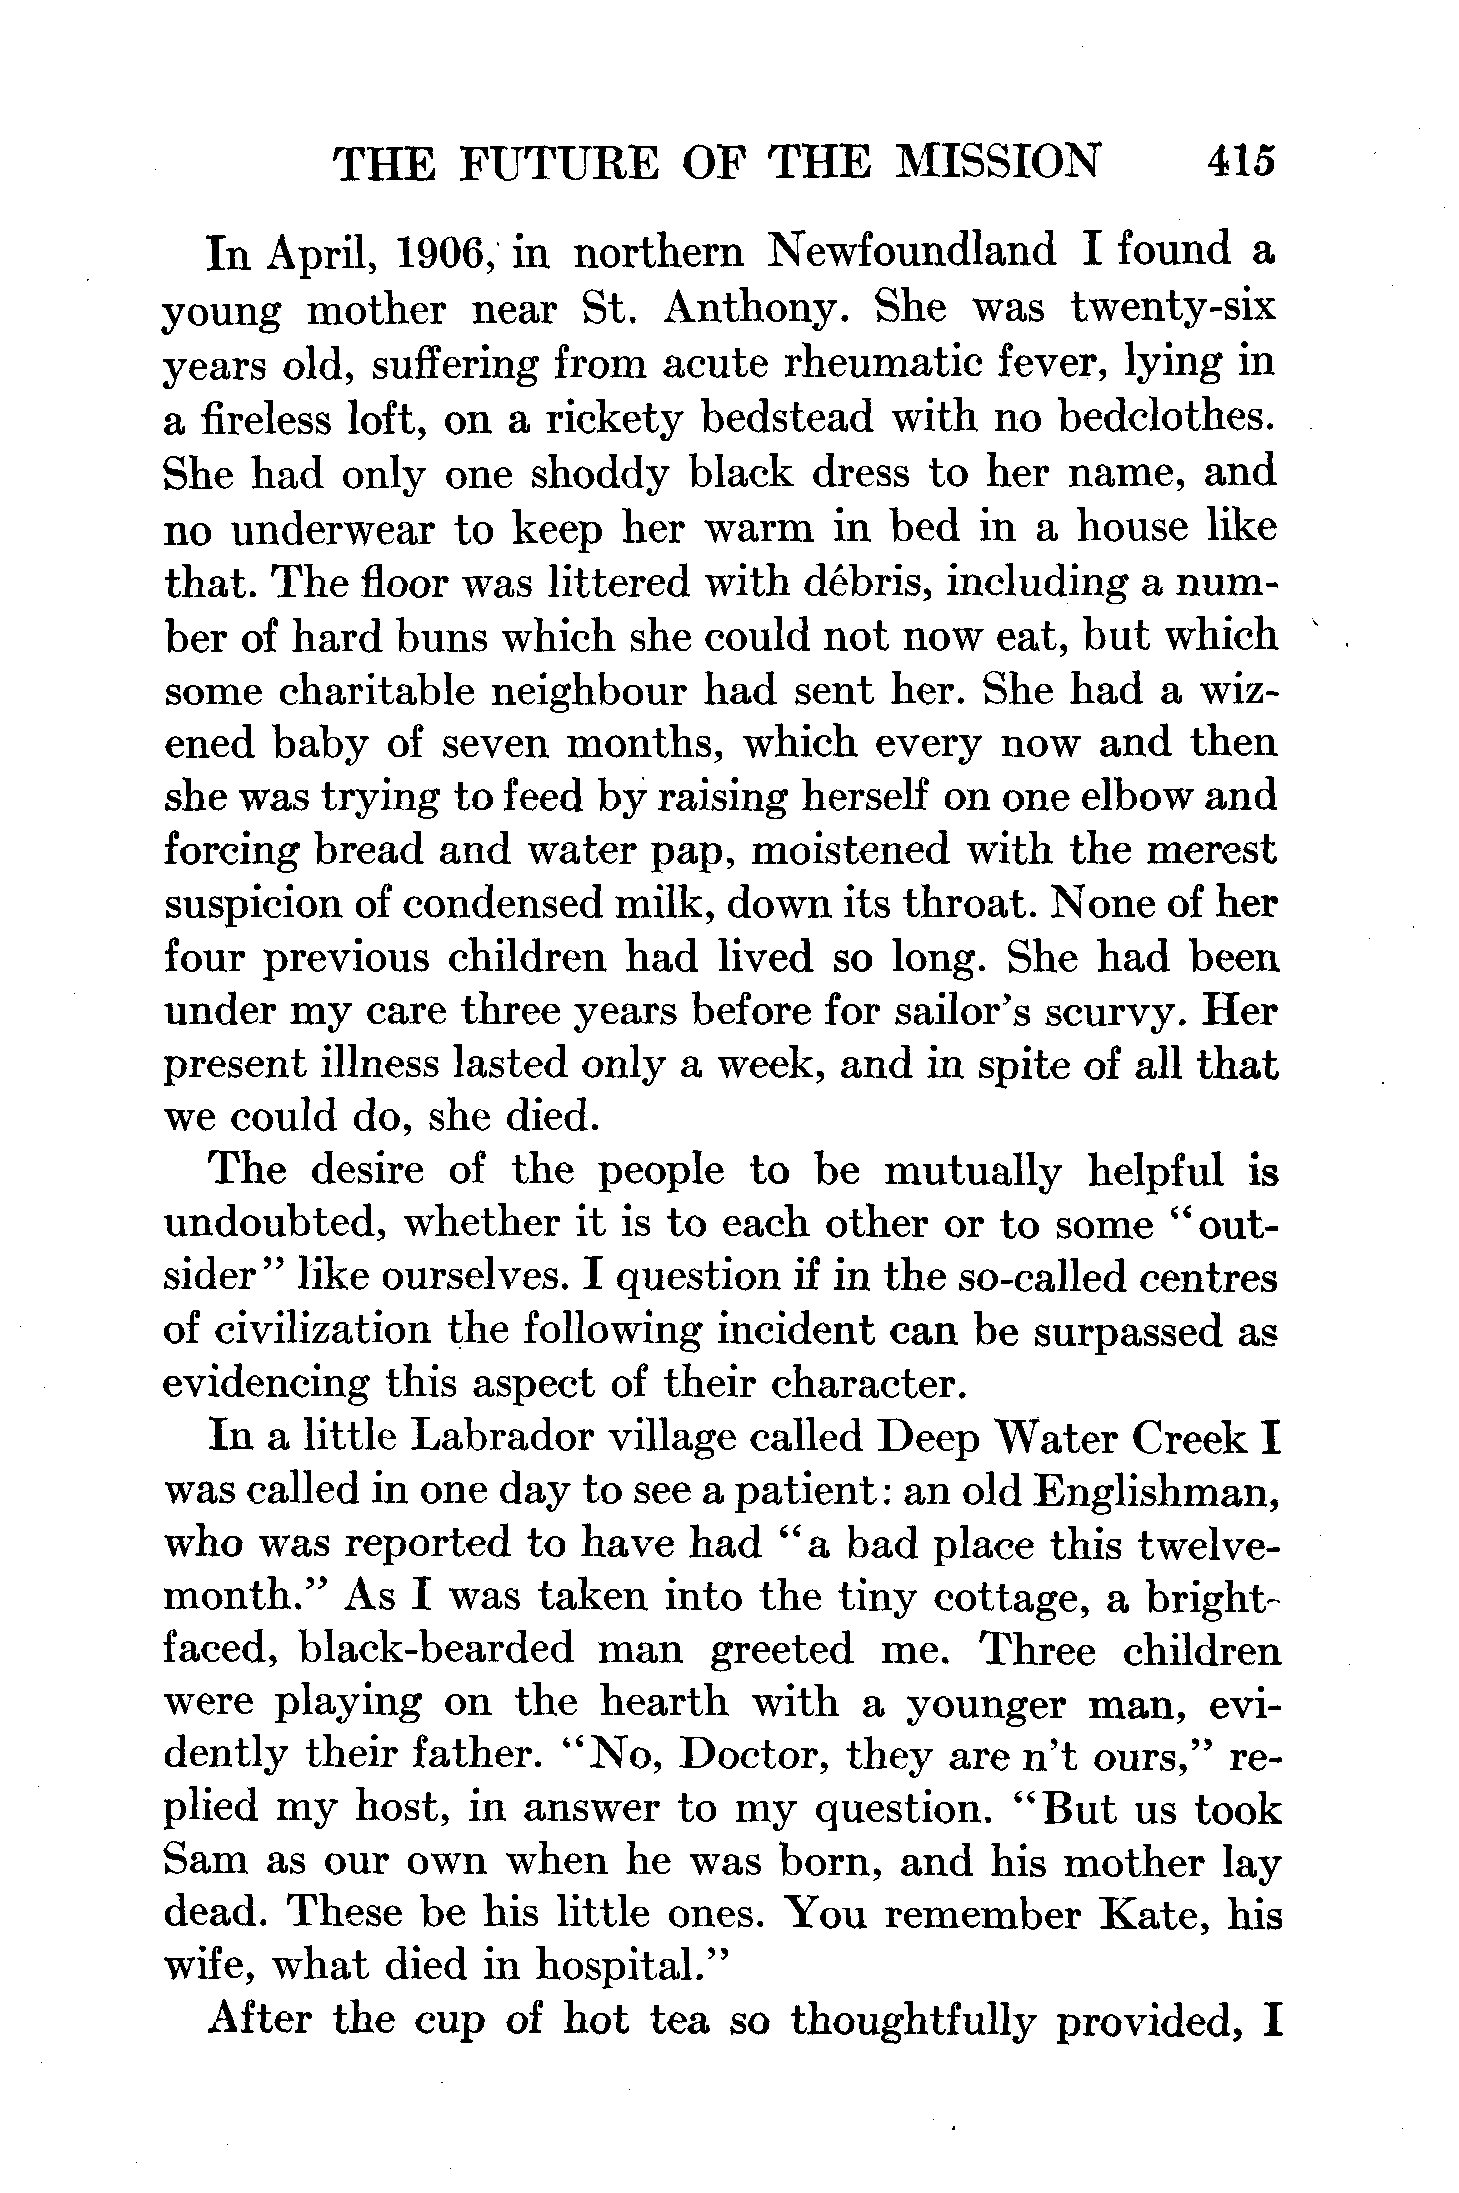 THE FUTURE OF THE MISSION 415
In April, 1906, in northern Newfoundland I found a
young mother near St. Anthony. She was twenty-six
years old, suffering from acute rheumatic fever, lying in
a fireless loft, on a rickety bedstead with no bedclothes.
She had only one shoddy black dress to her name, and
no underwear to keep her warm in bed in a house like
that. The floor was littered with débris, including a num-
ber of hard buns which she could not now eat, but which
some charitable neighbour had sent her. She had a wiz-
ened baby of seven months, which every now and then
she was trying to feed by raising herself on one elbow and
forcing bread and water pap, moistened with the merest
suspicion of condensed milk, down its throat. None of her
four previous children had lived so long. She had been
under my care three years before for sailor's scurvy. Her
present illness lasted only a week, and in spite of all that
we could do, she died.
The desire of the people to be mutually helpful is
undoubted, whether it is to each other or to some "out-
sider" like ourselves. I question if in the so-called centres
of civilization the following incident can be surpassed as
evidencing this aspect of their character.
In a little Labrador village called Deep Water Creek I
was called in one day to see a patient: an old Englishman,
who was reported to have had "a bad place this twelve-
month." As I was taken into the tiny cottage, a bright-
faced, black-bearded man greeted me. Three children
were playing on the hearth with a younger man, evi-
dently their father. "No, Doctor, they are n't ours," re-
plied my host, in answer to my question. "But us took
Sam as our own when he was born, and his mother lay
dead. These be his little ones. You remember Kate, his
wife, what died in hospital."
After the cup of hot tea so thoughtfully provided, I